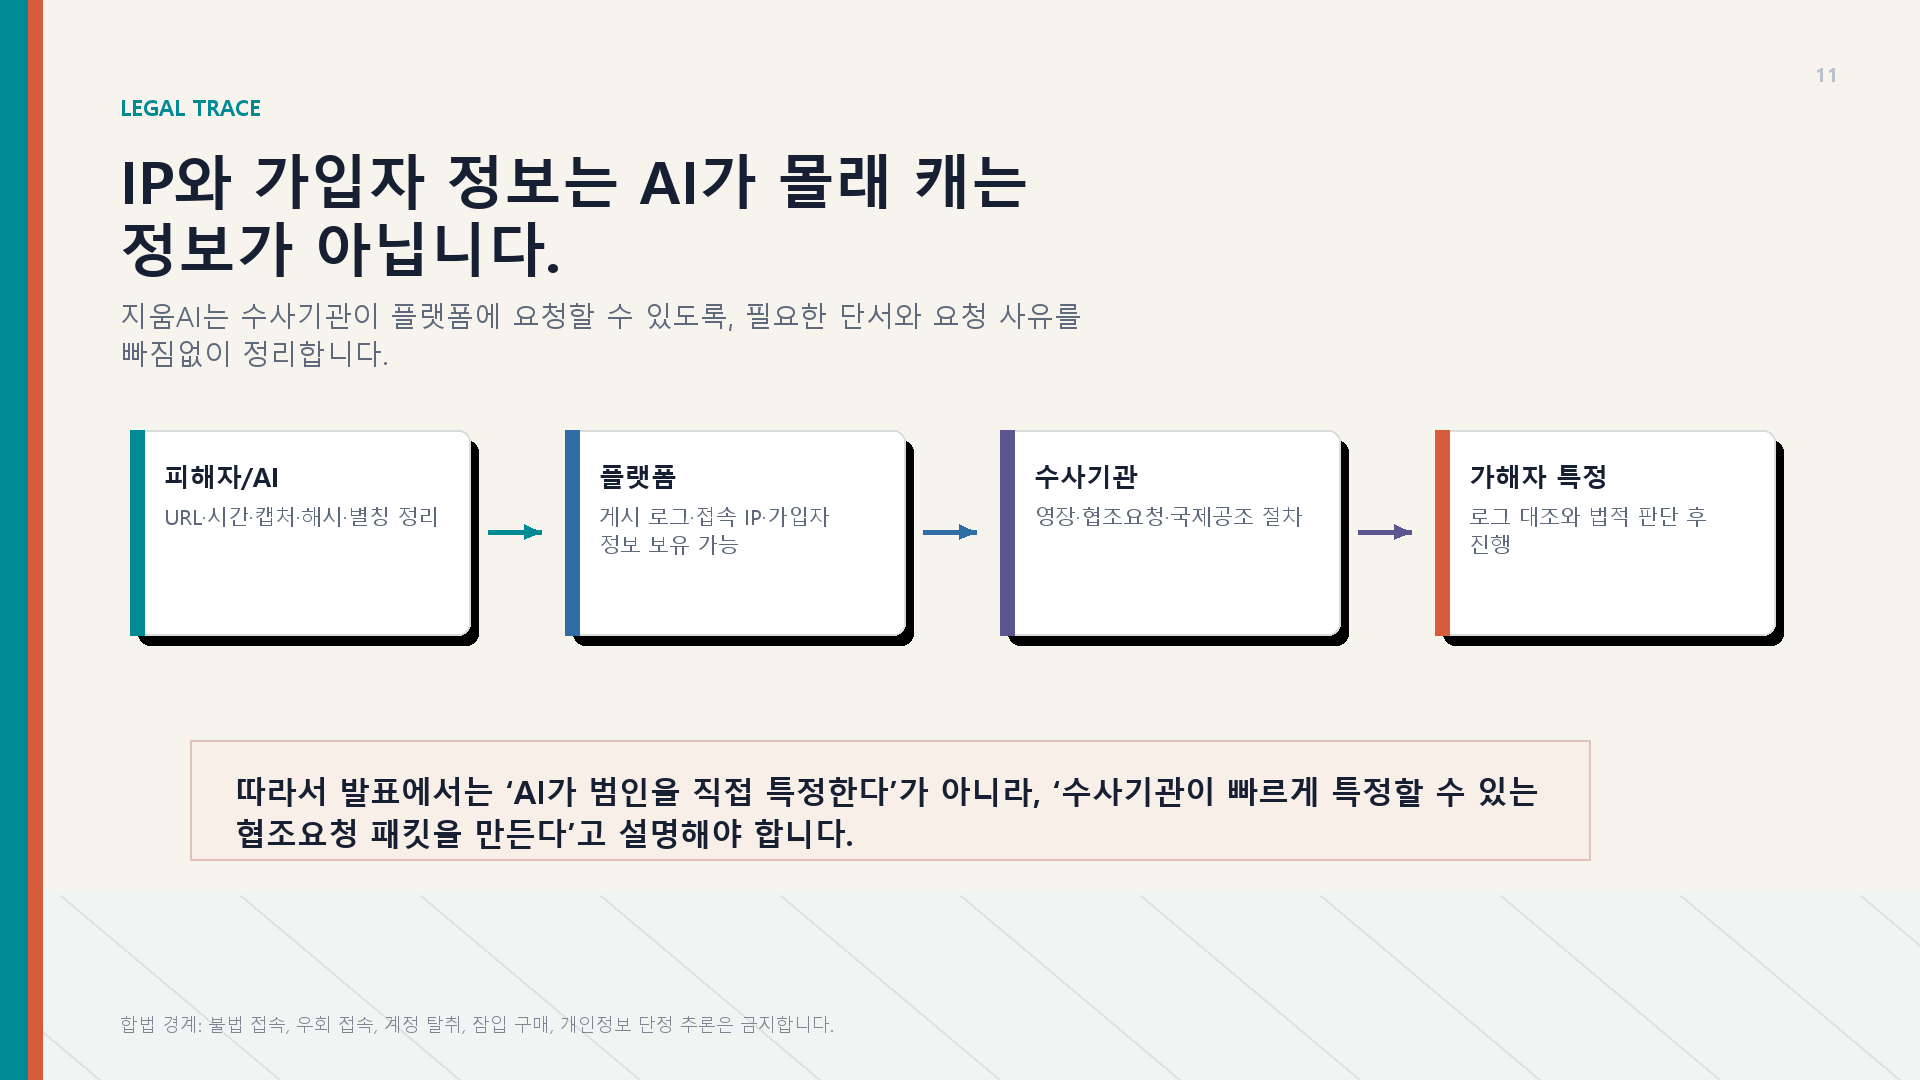 11
LEGAL TRACE
IP와 가입자 정보는 AI가 몰래 캐는
정보가 아닙니다.
지움AI는 수사기관이 플랫폼에 요청할 수 있도록, 필요한 단서와 요청 사유를
빠짐없이 정리합니다.
피해자/AI
URL·시간·캡처·해시·별칭 정리
플랫폼
게시 로그·접속 IP·가입자
정보 보유 가능
수사기관
영장·협조요청·국제공조 절차
가해자 특정
로그 대조와 법적 판단 후
진행
따라서 발표에서는 ‘AI가 범인을 직접 특정한다’가 아니라, ‘수사기관이 빠르게 특정할 수 있는
협조요청 패킷을 만든다’고 설명해야 합니다.
합법 경계: 불법 접속, 우회 접속, 계정 탈취, 잠입 구매, 개인정보 단정 추론은 금지합니다.